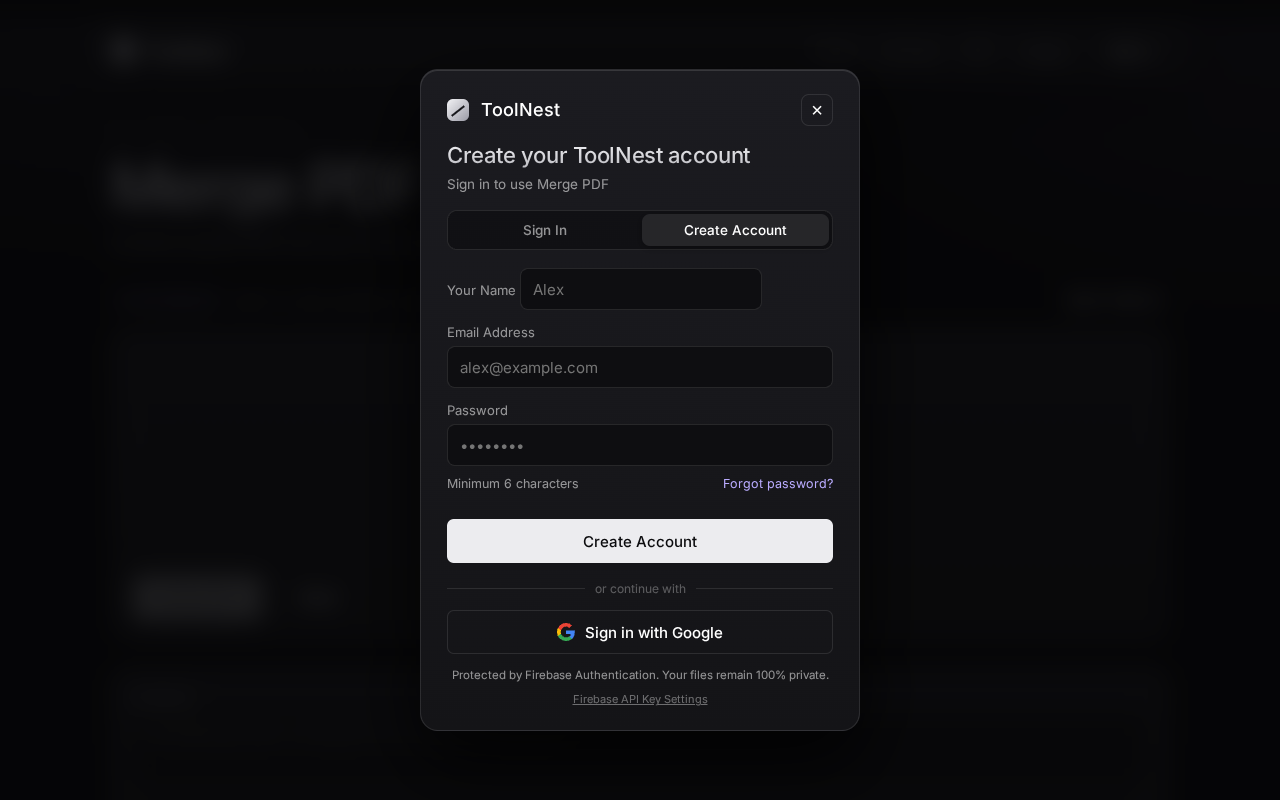 ToolNest
Create your ToolNest account
Sign in to use Merge PDF
Sign In
Create Account
Your Name
Alex
Email Address
alex@example.com
Password
••••••••
Minimum 6 characters
Forgot password?
Create Account
or continue with
Sign in with Google
Protected by Firebase Authentication. Your files remain 100% private.
Firebase API Key Settings
Merge PDF